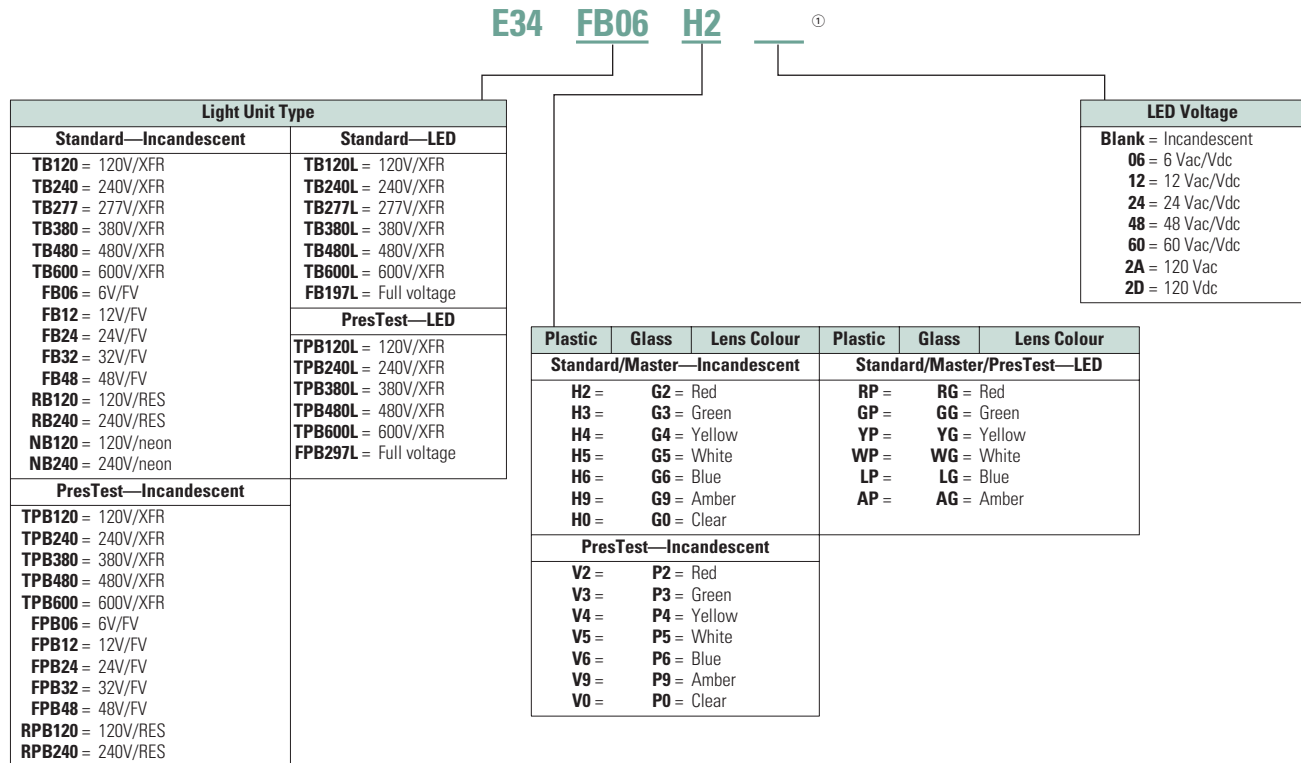 E34 FB06 H2 ①
Light Unit Type
Standard—Incandescent
TB120 = 120V/XFR
TB240 = 240V/XFR
TB277 = 277V/XFR
TB380 = 380V/XFR
TB480 = 480V/XFR
TB600 = 600V/XFR
FB06 = 6V/FV
FB12 = 12V/FV
FB24 = 24V/FV
FB32 = 32V/FV
FB48 = 48V/FV
RB120 = 120V/RES
RB240 = 240V/RES
NB120 = 120V/neon
NB240 = 240V/neon
PresTest—Incandescent
TPB120 = 120V/XFR
TPB240 = 240V/XFR
TPB380 = 380V/XFR
TPB480 = 480V/XFR
TPB600 = 600V/XFR
FPB06 = 6V/FV
FPB12 = 12V/FV
FPB24 = 24V/FV
FPB32 = 32V/FV
FPB48 = 48V/FV
RPB120 = 120V/RES
RPB240 = 240V/RES
Standard—LED
TB120L = 120V/XFR
TB240L = 240V/XFR
TB277L = 277V/XFR
TB380L = 380V/XFR
TB480L = 480V/XFR
TB600L = 600V/XFR
FB197L = Full voltage
PresTest—LED
TPB120L = 120V/XFR
TPB240L = 240V/XFR
TPB380L = 380V/XFR
TPB480L = 480V/XFR
TPB600L = 600V/XFR
FPB297L = Full voltage
Plastic Glass Lens Colour
Standard/Master—Incandescent
H2 = G2 = Red
H3 = G3 = Green
H4 = G4 = Yellow
H5 = G5 = White
H6 = G6 = Blue
H9 = G9 = Amber
H0 = G0 = Clear
PresTest—Incandescent
V2 = P2 = Red
V3 = P3 = Green
V4 = P4 = Yellow
V5 = P5 = White
V6 = P6 = Blue
V9 = P9 = Amber
V0 = P0 = Clear
Plastic Glass Lens Colour
Standard/Master/PresTest—LED
RP = RG = Red
GP = GG = Green
YP = YG = Yellow
WP = WG = White
LP = LG = Blue
AP = AG = Amber
LED Voltage
Blank = Incandescent
06 = 6 Vac/Vdc
12 = 12 Vac/Vdc
24 = 24 Vac/Vdc
48 = 48 Vac/Vdc
60 = 60 Vac/Vdc
2A = 120 Vac
2D = 120 Vdc